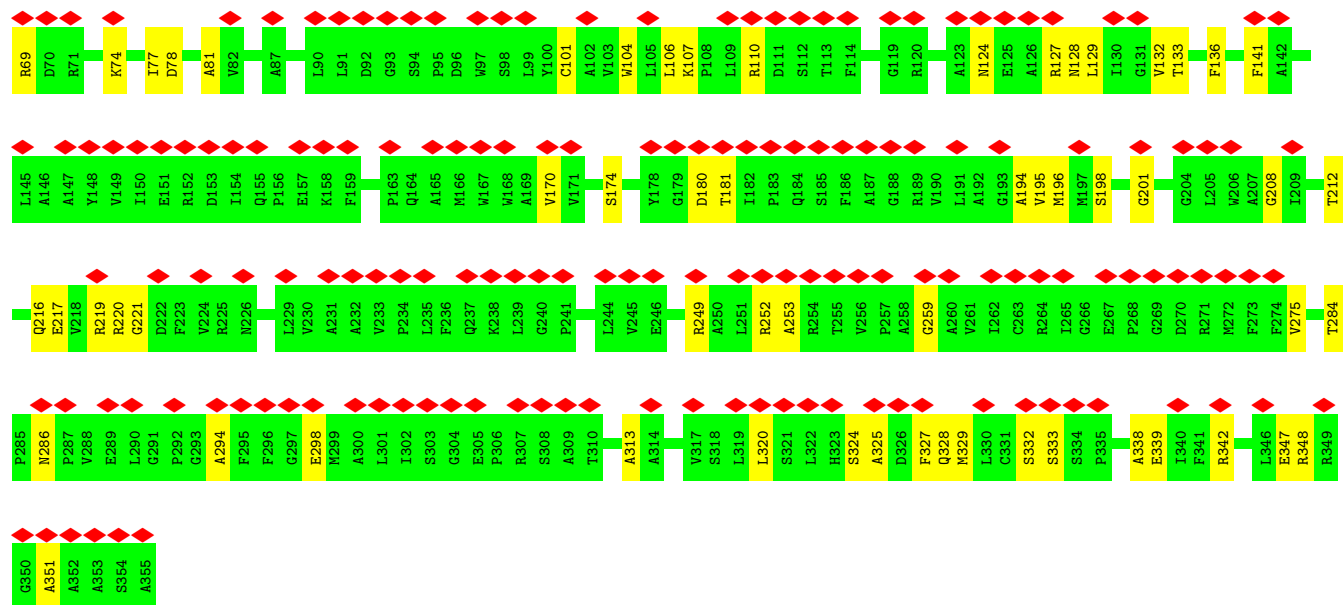 R69 D70 R71 K74 I77 D78 A81 V82 A87 L90 L91 D92 G93 S94 P95 D96 W97 S98 L99 Y100 C101 A102 V103 W104 L105 L106 K107 P108 L109 R110 D111 S112 T113 F114 G119 R120 A123 N124 E125 A126 R127 N128 L129 I130 G131 V132 T133 F136 F141 A142
L145 A146 A147 Y148 V149 I150 E151 R152 D153 I154 Q155 P156 E157 K158 F159 P163 Q164 A165 M166 W167 W168 A169 V170 V171 S174 Y178 G179 D180 T181 I182 P183 Q184 S185 F186 A187 G188 R189 V190 L191 A192 G193 A194 V195 M196 M197 S198 G201 G204 L205 W206 A207 G208 I209 T212
Q216 E217 V218 R219 R220 G221 D222 F223 V224 R225 N226 L229 V230 A231 A232 V233 P234 L235 F236 Q237 K238 L239 G240 P241 L244 V245 E246 R249 A250 L251 R252 A253 R254 T255 V256 P257 A258 G259 A260 V261 I262 C263 R264 I265 G266 E267 P268 G269 D270 R271 M272 F273 F274 V275 T284
P285 N286 P287 V288 E289 L290 G291 P292 G293 A294 F295 F296 G297 E298 M299 A300 L301 I302 S303 G304 E305 P306 R307 S308 A309 T310 A313 A314 V317 S318 L319 L320 S321 L322 H323 S324 A325 D326 F327 Q328 M329 L330 C331 S332 S333 S334 P335 A338 E339 I340 F341 R342 L346 E347 R348 R349
G350 A351 A352 A353 S354 A355